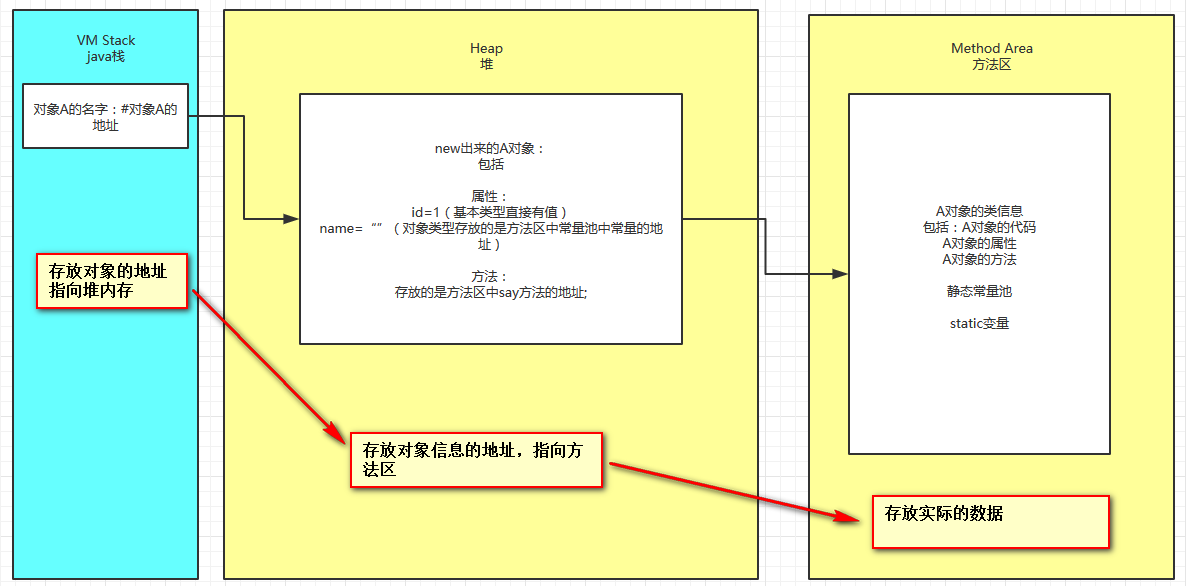 VM Stack
java栈
对象A的名字：#对象A的
地址
存放对象的地址
指向堆内存
Heap
堆
new出来的A对象：
包括
属性：
id=1（基本类型直接有值）
name=“”（对象类型存放的是方法区中常量池中常量的地
址）
方法：
存放的是方法区中say方法的地址;
存放对象信息的地址，指向方
法区
Method Area
方法区
A对象的类信息
包括：A对象的代码
A对象的属性
A对象的方法
静态常量池
static变量
存放实际的数据